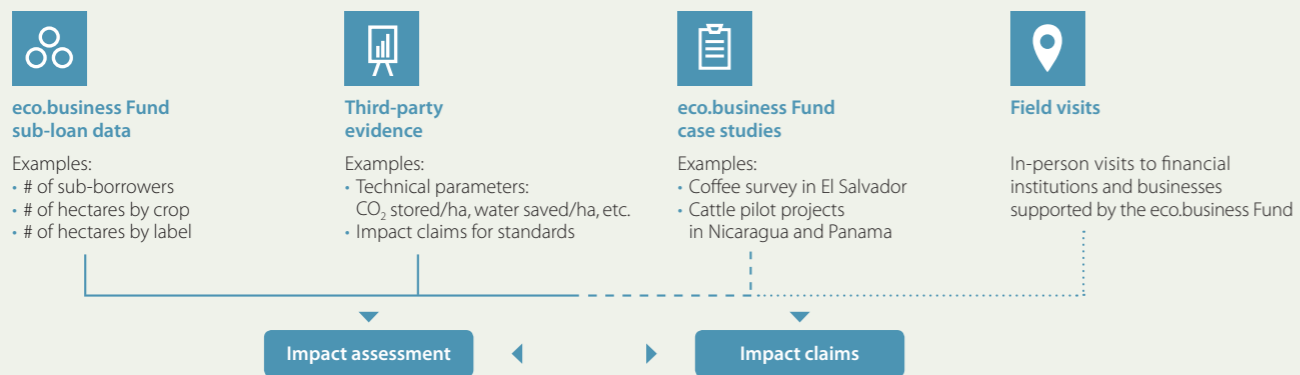 eco.business Fund
sub-loan data
Examples:
• # of sub-borrowers
• # of hectares by crop
• # of hectares by label
Third-party
evidence
Examples:
• Technical parameters:
CO₂ stored/ha, water saved/ha, etc.
• Impact claims for standards
eco.business Fund
case studies
Examples:
• Coffee survey in El Salvador
• Cattle pilot projects
in Nicaragua and Panama
Field visits
In-person visits to financial
institutions and businesses
supported by the eco.business Fund
Impact assessment
Impact claims